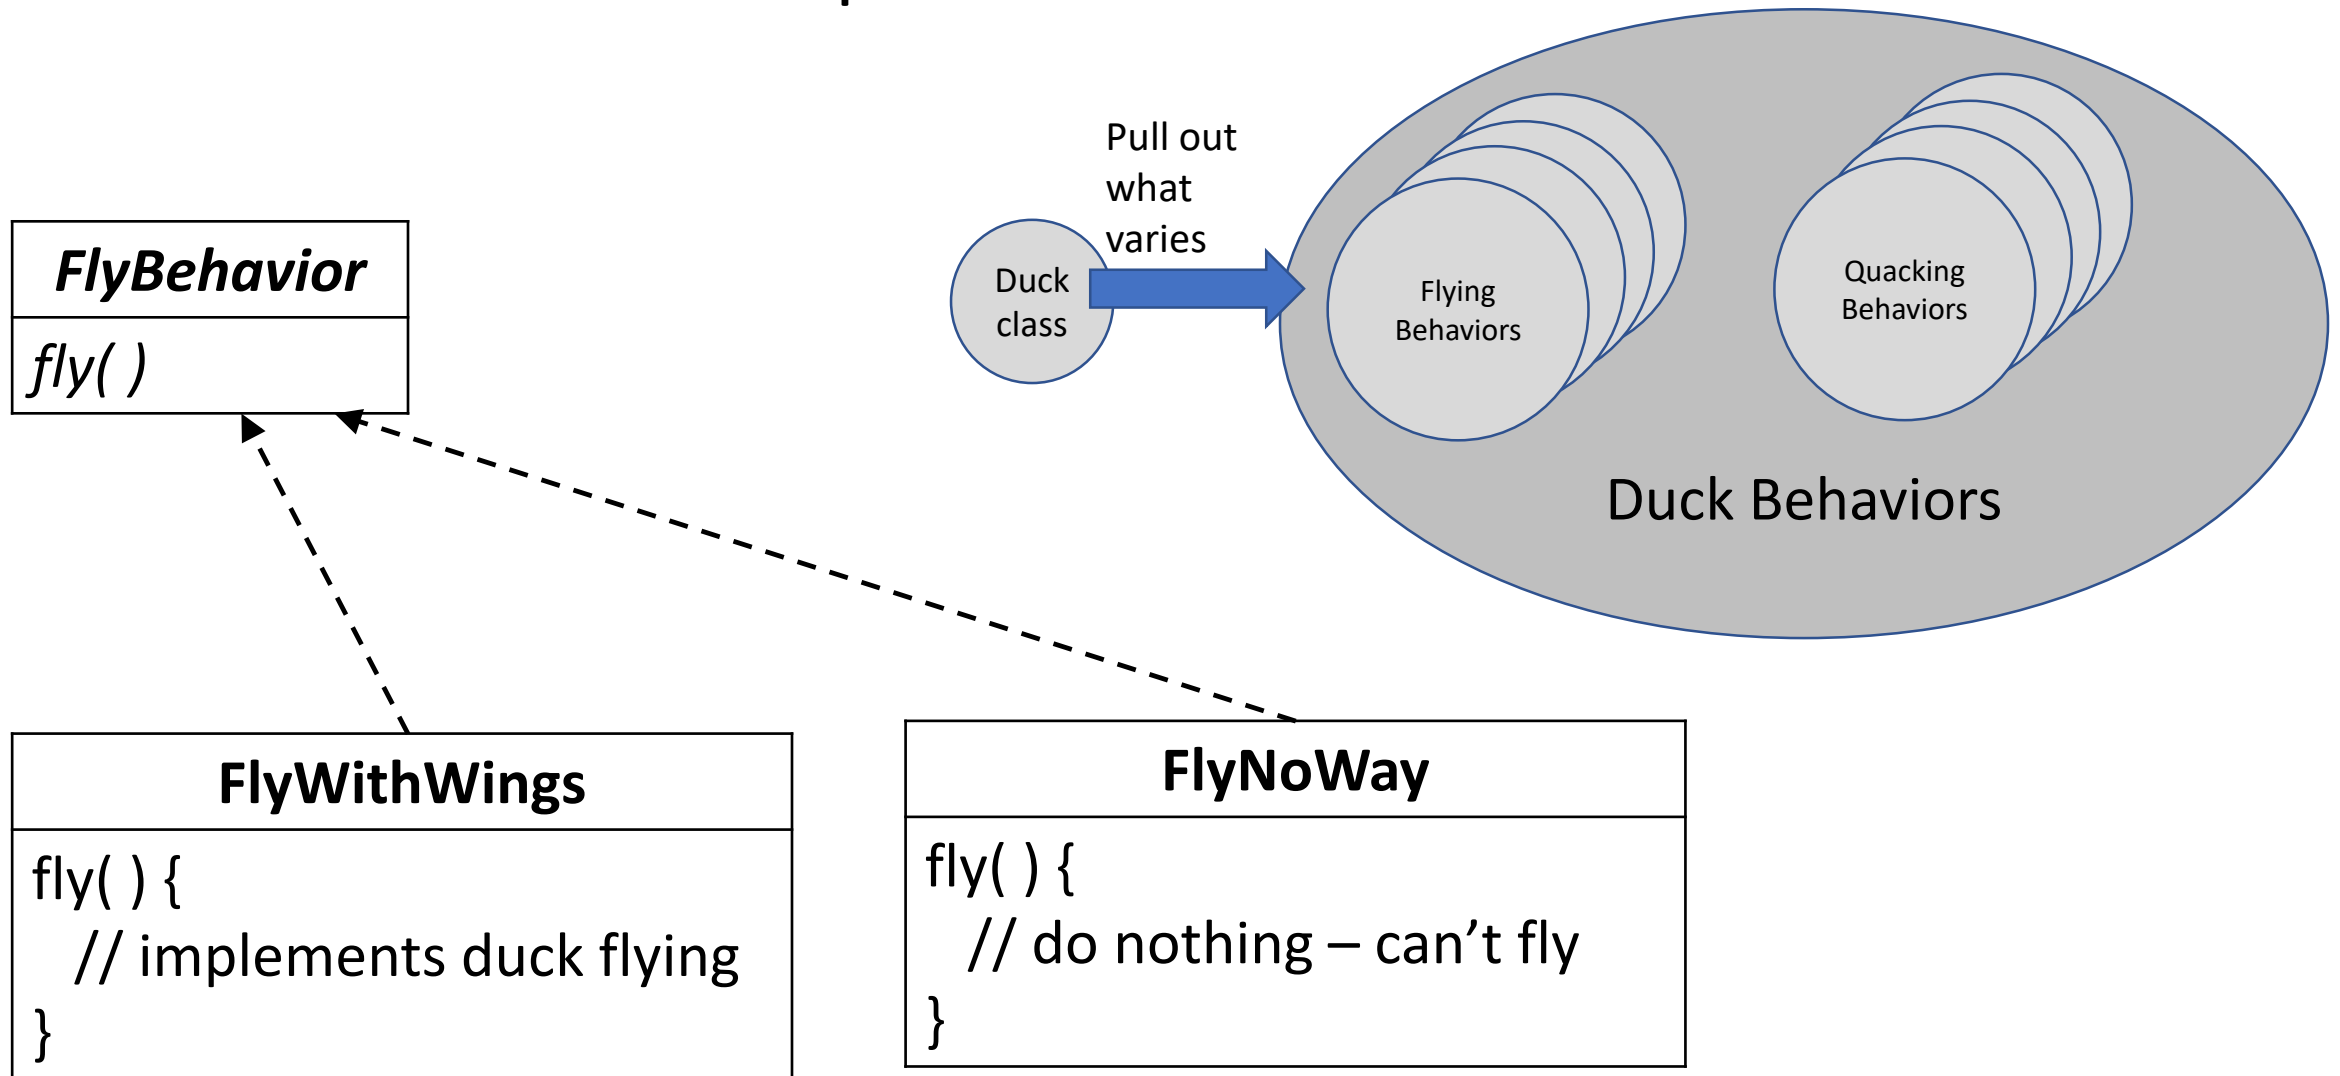 Pull out
what
varies
Duck
class
Flying
Behaviors
Quacking
Behaviors
Duck Behaviors
FlyBehavior
fly( )
FlyWithWings
fly( ) {
// implements duck flying
}
FlyNoWay
fly( ) {
// do nothing – can’t fly
}